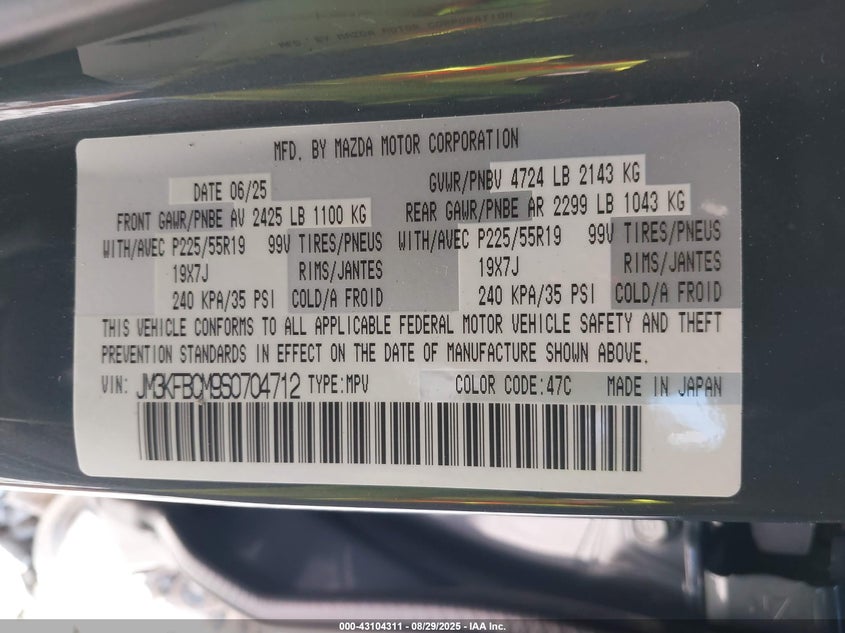 MFD. BY MAZDA MOTOR CORPORATION
DATE 06/25
GVWR/PNBV 4724 LB 2143 KG
FRONT GAWR/PNBE AV 2425 LB 1100 KG
REAR GAWR/PNBE AR 2299 LB 1043 KG
WITH/AVEC P225/55R19 99V TIRES/PNEUS
WITH/AVEC P225/55R19 99V TIRES/PNEUS
19X7J RIMS/JANTES
19X7J RIMS/JANTES
240 KPA/35 PSI COLD/A FROID
240 KPA/35 PSI COLD/A FROID
THIS VEHICLE CONFORMS TO ALL APPLICABLE FEDERAL MOTOR VEHICLE SAFETY AND THEFT
PREVENTION STANDARDS IN EFFECT ON THE DATE OF MANUFACTURE SHOWN ABOVE.
VIN: JM3KFBCM9S0704712 TYPE:MPV COLOR CODE:47C MADE IN JAPAN
000-43104311 - 08/29/2025 - IAA Inc.